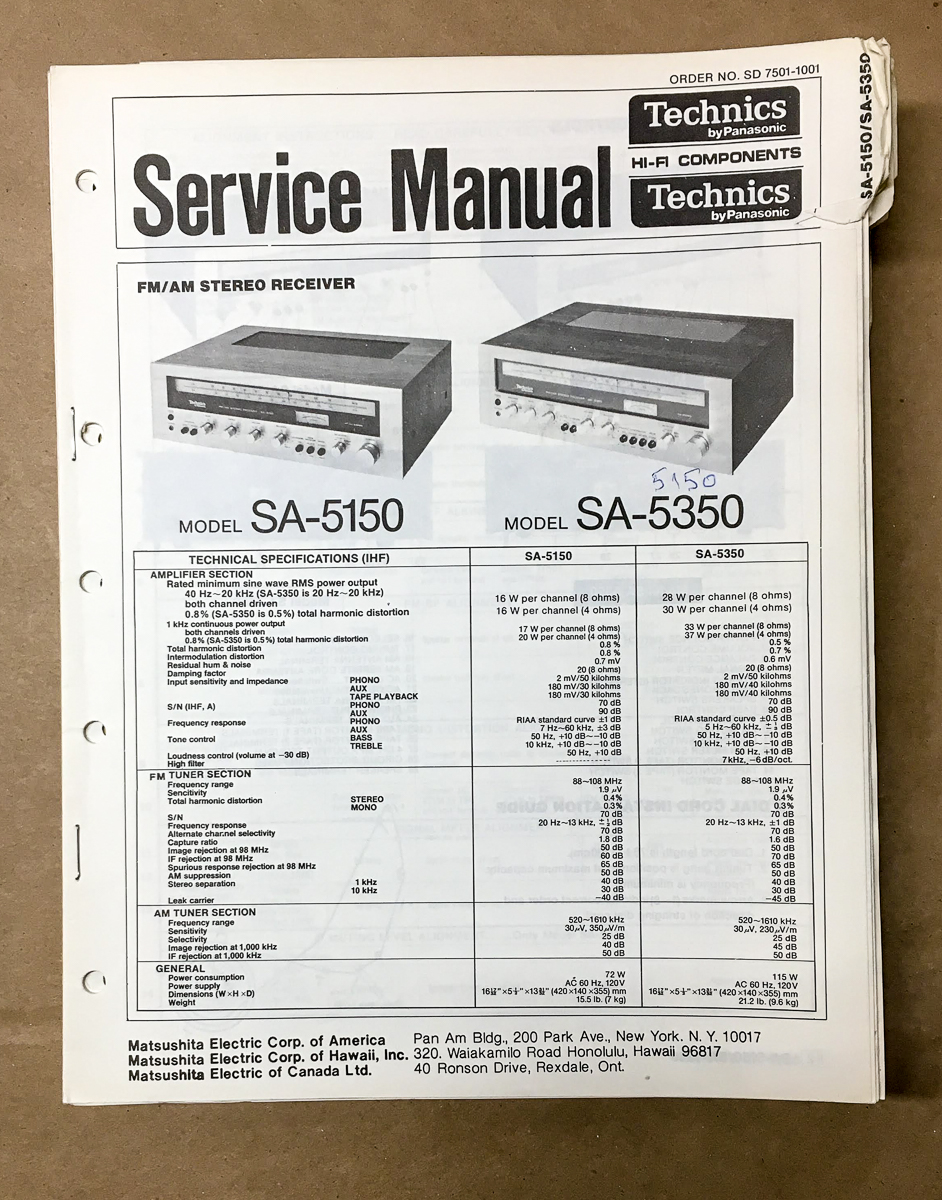 ORDER NO. SD 7501-1001
SA-5150/SA-5350
Technics
by Panasonic
HI-FI COMPONENTS
Technics
by Panasonic
Service Manual
FM/AM STEREO RECEIVER
Technics
Technics
5150
MODEL SA-5150
MODEL SA-5350
TECHNICAL SPECIFICATIONS (IHF) SA-5150 SA-5350
AMPLIFIER SECTION
Rated minimum sine wave RMS power output
40 Hz~20 kHz (SA-5350 is 20 Hz~20 kHz)
both channel driven 16 W per channel (8 ohms) 28 W per channel (8 ohms)
0.8% (SA-5350 is 0.5%) total harmonic distortion 16 W per channel (4 ohms) 30 W per channel (4 ohms)
1 kHz continuous power output
both channels driven 17 W per channel (8 ohms) 33 W per channel (8 ohms)
0.8% (SA-5350 is 0.5%) total harmonic distortion 20 W per channel (4 ohms) 37 W per channel (4 ohms)
Total harmonic distortion 0.8 % 0.5 %
Intermodulation distortion 0.8 % 0.7 %
Residual hum & noise 0.7 mV 0.6 mV
Damping factor 20 (8 ohms) 20 (8 ohms)
Input sensitivity and impedance PHONO 2 mV/50 kilohms 2 mV/50 kilohms
AUX 180 mV/30 kilohms 180 mV/40 kilohms
TAPE PLAYBACK 180 mV/30 kilohms 180 mV/40 kilohms
S/N (IHF, A) PHONO 70 dB 70 dB
AUX 90 dB 90 dB
Frequency response PHONO RIAA standard curve ±1 dB RIAA standard curve ±0.5 dB
AUX 7 Hz~60 kHz, ±3 dB 5 Hz~60 kHz, dB
Tone control BASS 50 Hz, +10 dB~-10 dB 50 Hz, +10 dB~-10 dB
TREBLE 10 kHz, +10 dB~-10 dB 10 kHz, +10 dB~-10 dB
Loudness control (volume at -30 dB) 50 Hz, +10 dB 50 Hz, +10 dB
High filter ------------- 7kHz, -6dB/oct.
FM TUNER SECTION
Frequency range 88~108 MHz 88~108 MHz
Sencitivity 1.9 μV 1.9 μV
Total harmonic distortion STEREO 0.4% 0.4%
MONO 0.3% 0.3%
S/N 70 dB 70 dB
Frequency response 20 Hz~13 kHz, dB 20 Hz~13 kHz, ±1 dB
Alternate channel selectivity 70 dB 70 dB
Capture ratio 1.8 dB 1.6 dB
Image rejection at 98 MHz 50 dB 50 dB
IF rejection at 98 MHz 60 dB 70 dB
Spurious response rejection at 98 MHz 65 dB 65 dB
AM suppression 50 dB 50 dB
Stereo separation 1 kHz 40 dB 40 dB
10 kHz 30 dB 30 dB
Leak carrier -40 dB -45 dB
AM TUNER SECTION
Frequency range 520~1610 kHz 520~1610 kHz
Sensitivity 30μV, 350μV/m 30μV, 230μV/m
Selectivity 25 dB 25 dB
Image rejection at 1,000 kHz 40 dB 45 dB
IF rejection at 1,000 kHz 50 dB 50 dB
GENERAL
Power consumption 72 W 115 W
Power supply AC 60 Hz, 120V AC 60 Hz, 120V
Dimensions (W×H ×D) (420×140×355) mm (420×140×355) mm
Weight 15.5 lb. (7 kg) 21.2 lb. (9.6 kg)
Matsushita Electric Corp. of America Pan Am Bldg., 200 Park Ave., New York. N. Y. 10017
Matsushita Electric Corp. of Hawaii, Inc. 320. Waiakamilo Road Honolulu, Hawaii 96817
Matsushita Electric of Canada Ltd. 40 Ronson Drive, Rexdale, Ont.